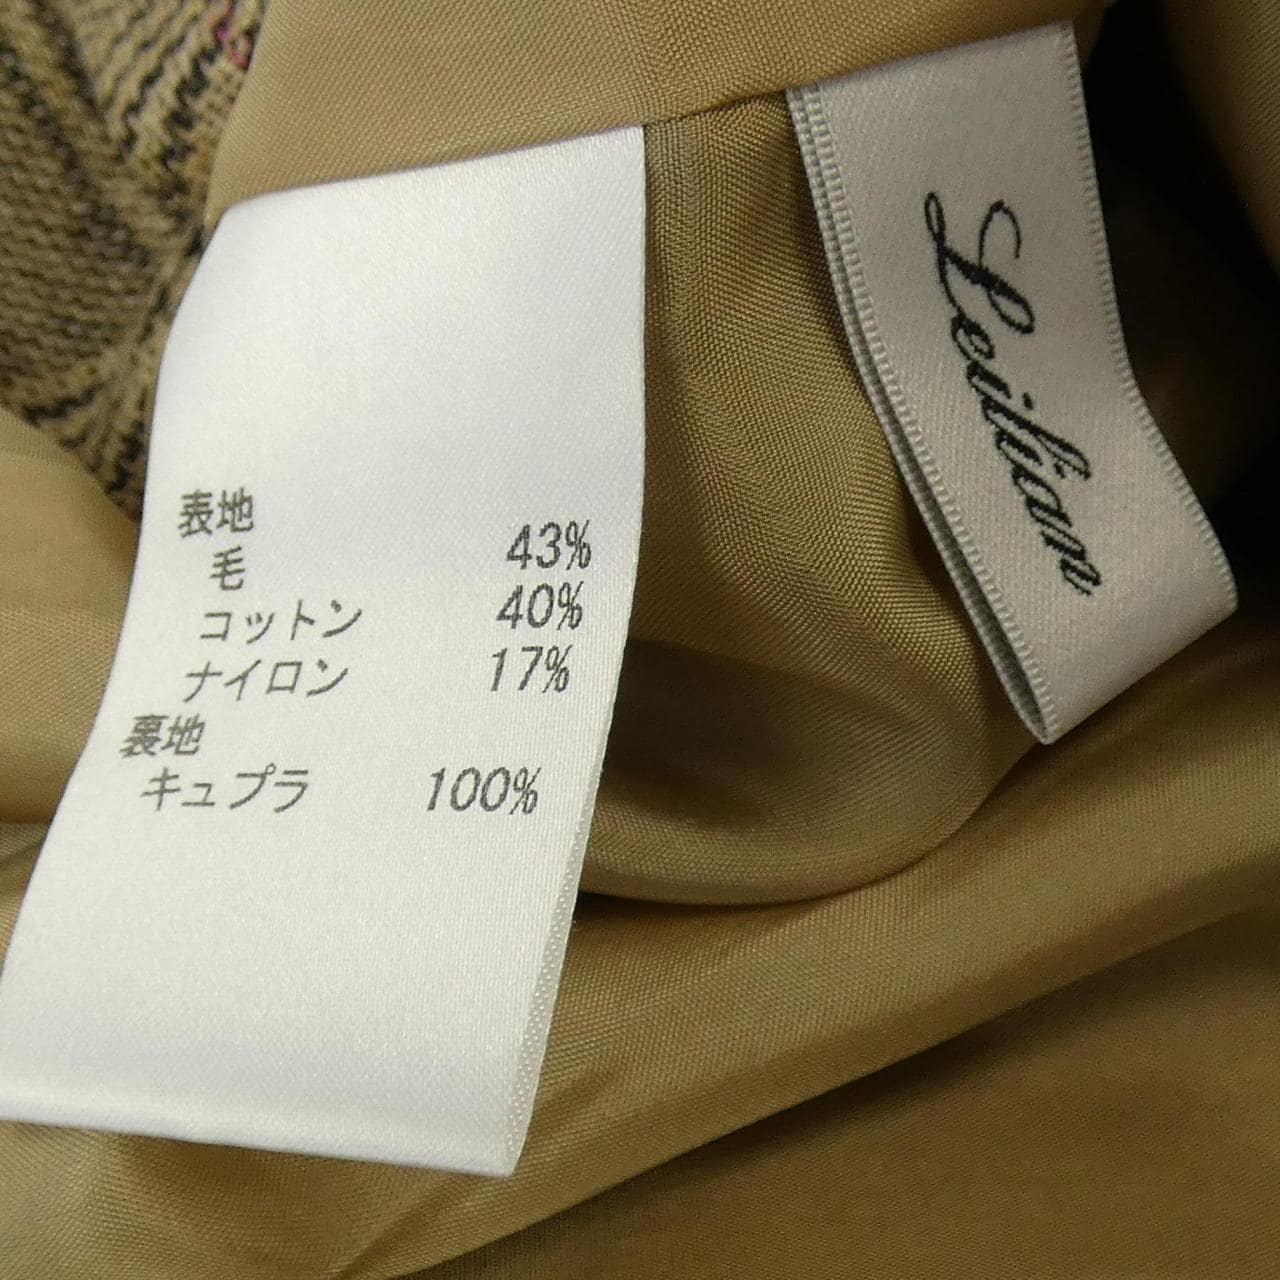 表地
毛 43%
コットン 40%
ナイロン 17%
裏地
キュプラ 100%
Leilian